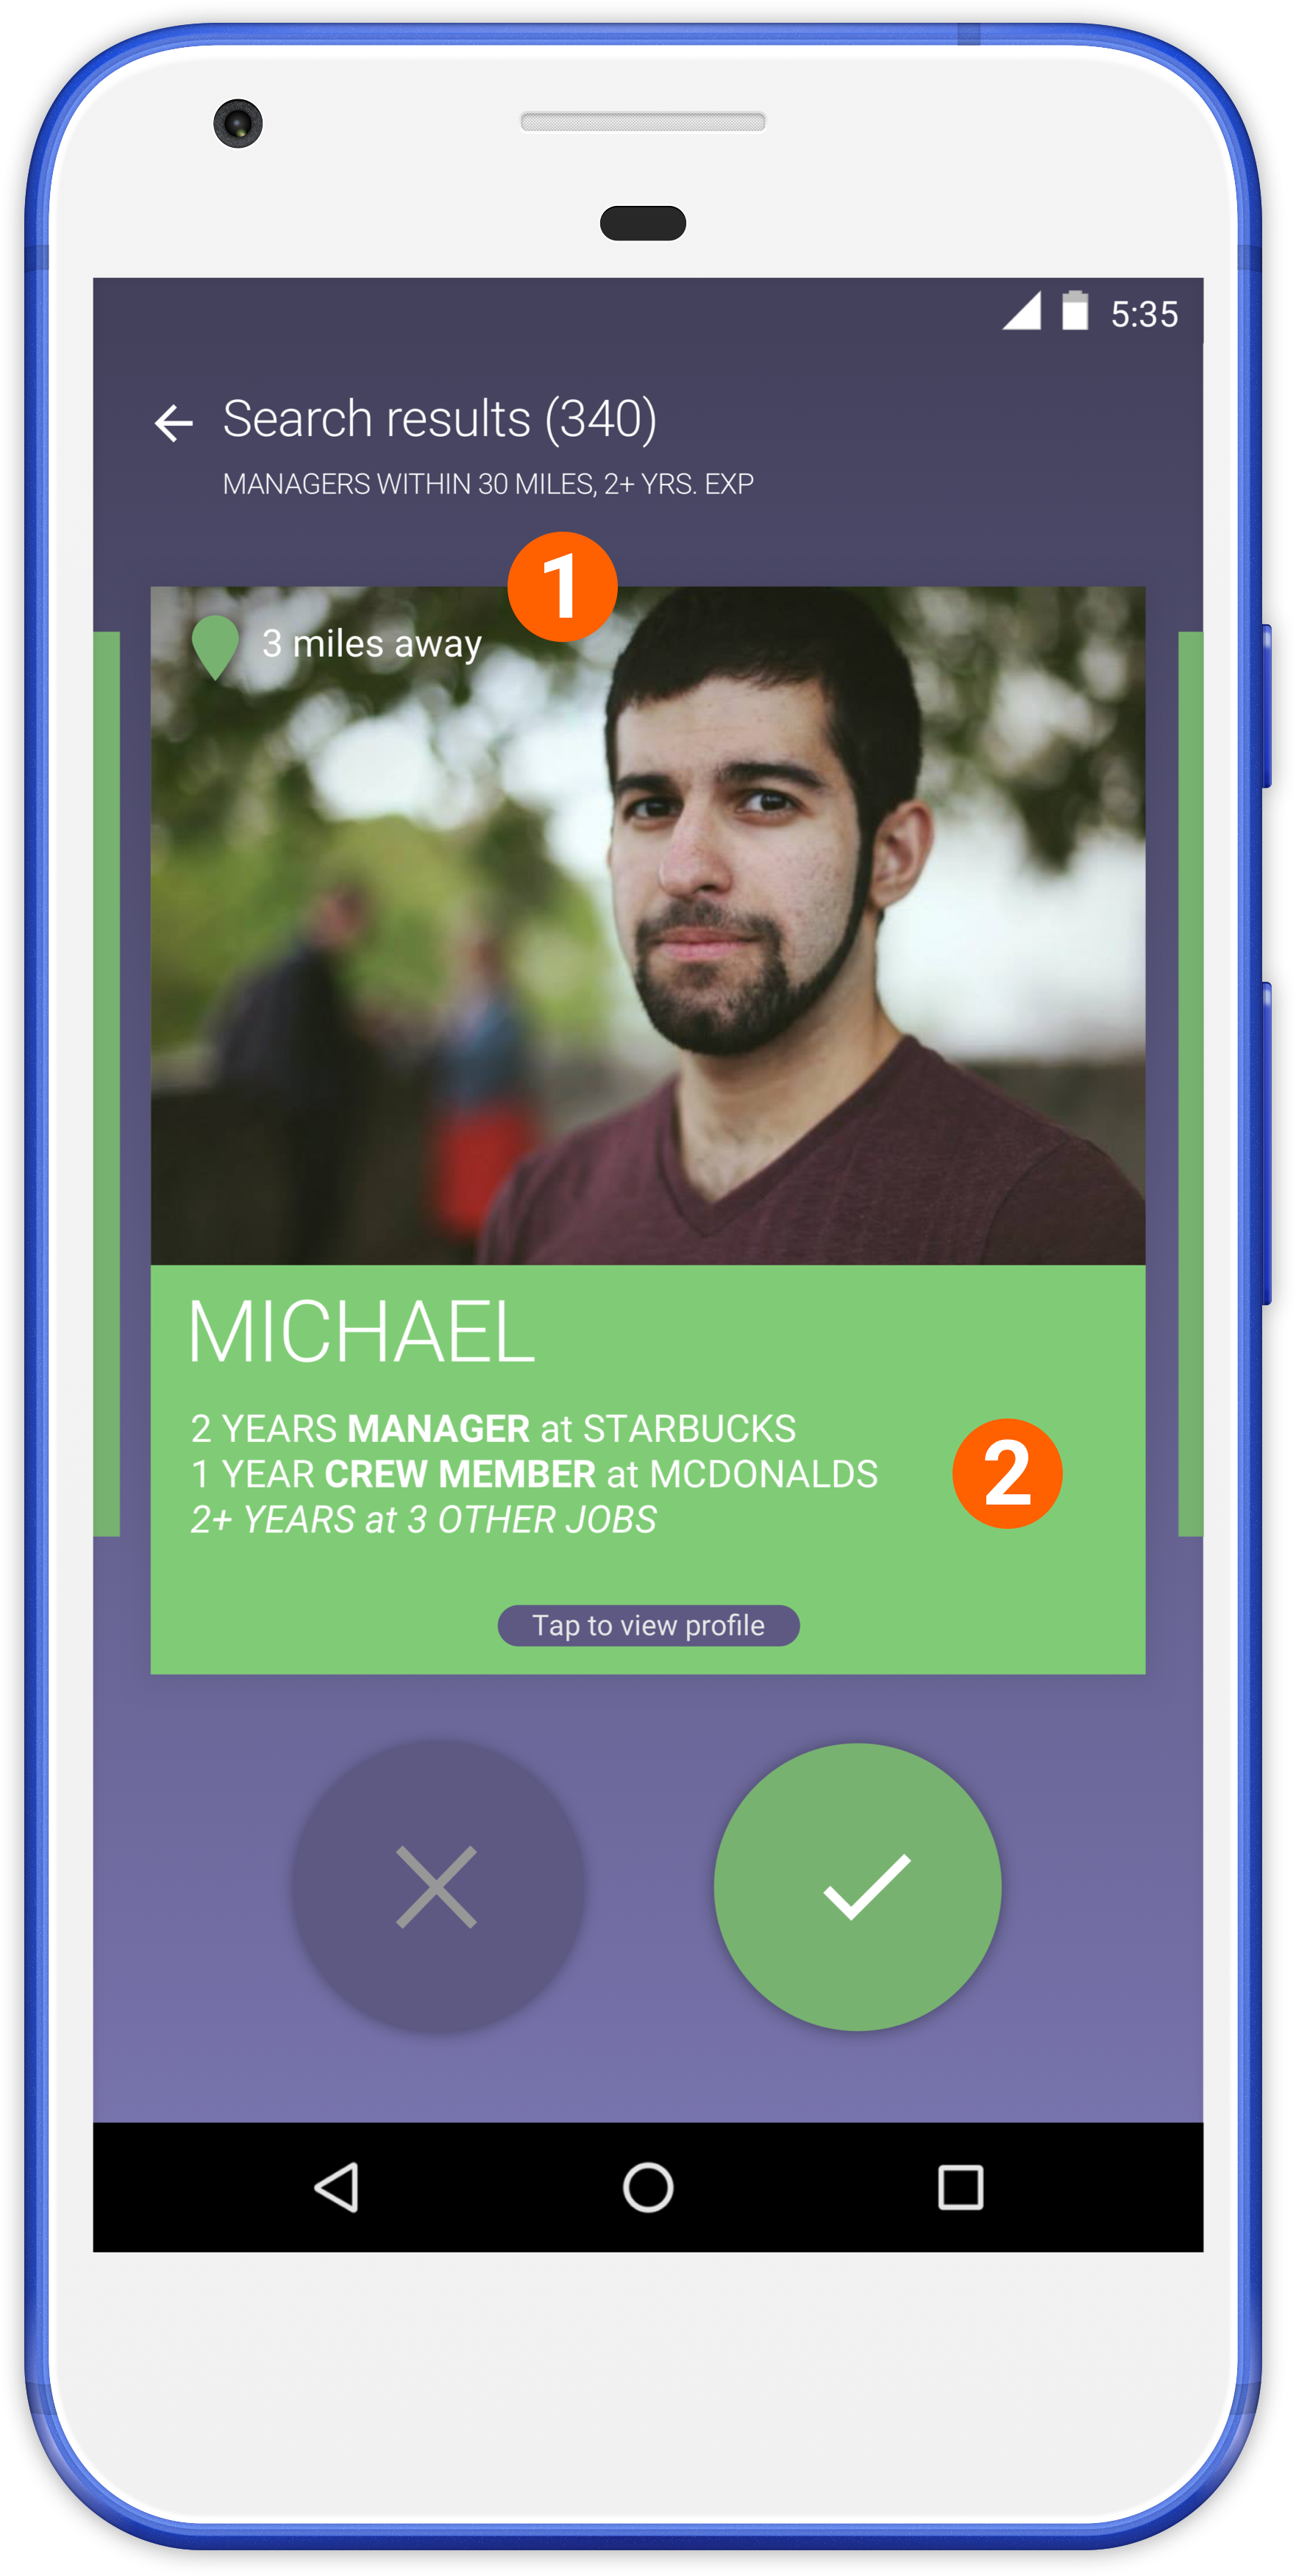 5:35
Search results (340)
MANAGERS WITHIN 30 MILES, 2+ YRS. EXP
1
3 miles away
MICHAEL
2 YEARS MANAGER at STARBUCKS
1 YEAR CREW MEMBER at MCDONALDS
2+ YEARS at 3 OTHER JOBS
2
Tap to view profile